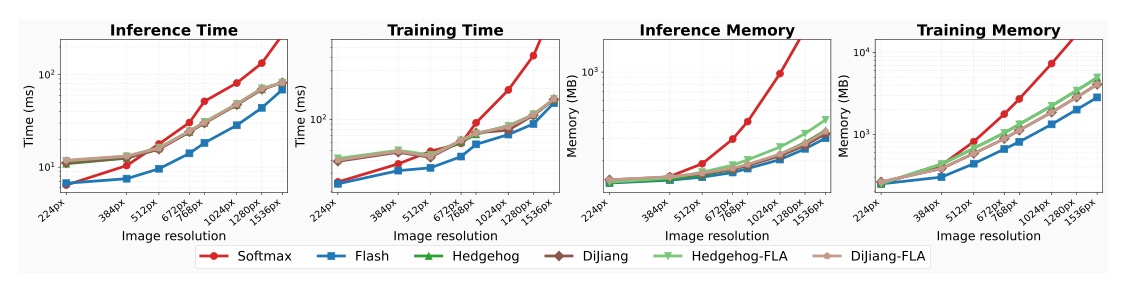 Inference Time
Time (ms)
10²
10¹
224px 384px 512px 672px 768px 1024px 1280px 1536px
Image resolution
Training Time
Time (ms)
10²
224px 384px 512px 672px 768px 1024px 1280px 1536px
Image resolution
Inference Memory
Memory (MB)
10³
224px 384px 512px 672px 768px 1024px 1280px 1536px
Image resolution
Training Memory
Memory (MB)
10⁴
10³
224px 384px 512px 672px 768px 1024px 1280px 1536px
Image resolution
Softmax Flash Hedgehog DiJiang Hedgehog-FLA DiJiang-FLA